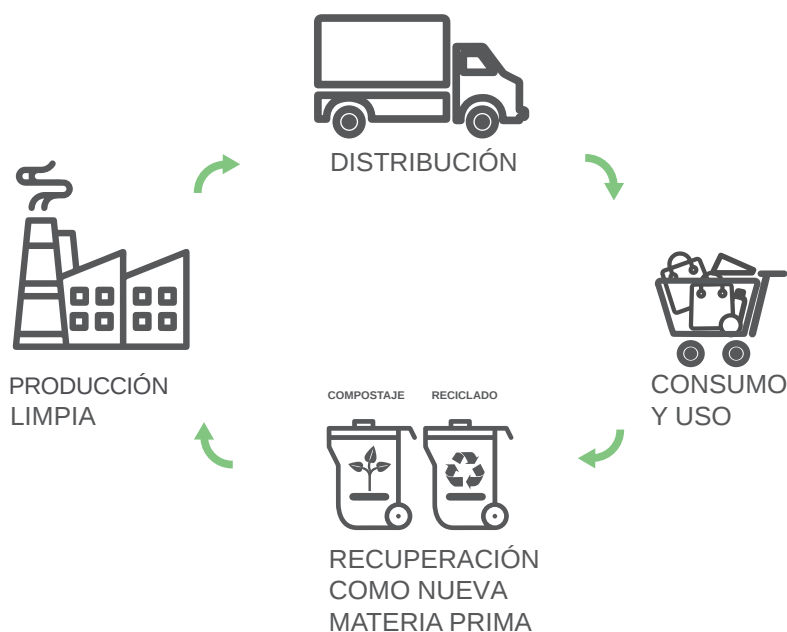 DISTRIBUCIÓN
PRODUCCIÓN
LIMPIA
CONSUMO
Y USO
COMPOSTAJE
RECICLADO
RECUPERACIÓN
COMO NUEVA
MATERIA PRIMA